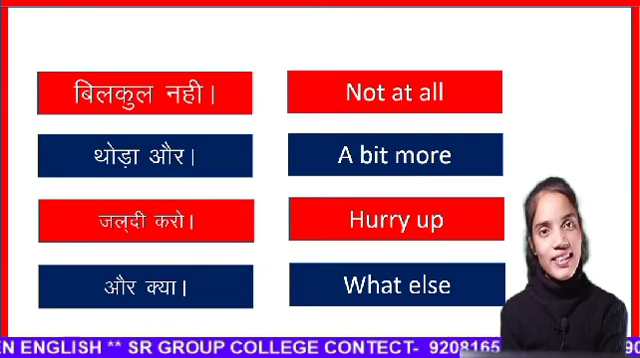 बिलकुल नही। Not at all
थोड़ा और। A bit more
जल्‌दी करो। Hurry up
और क्या। What else
EN ENGLISH ** SR GROUP COLLEGE CONTECT- 9208165